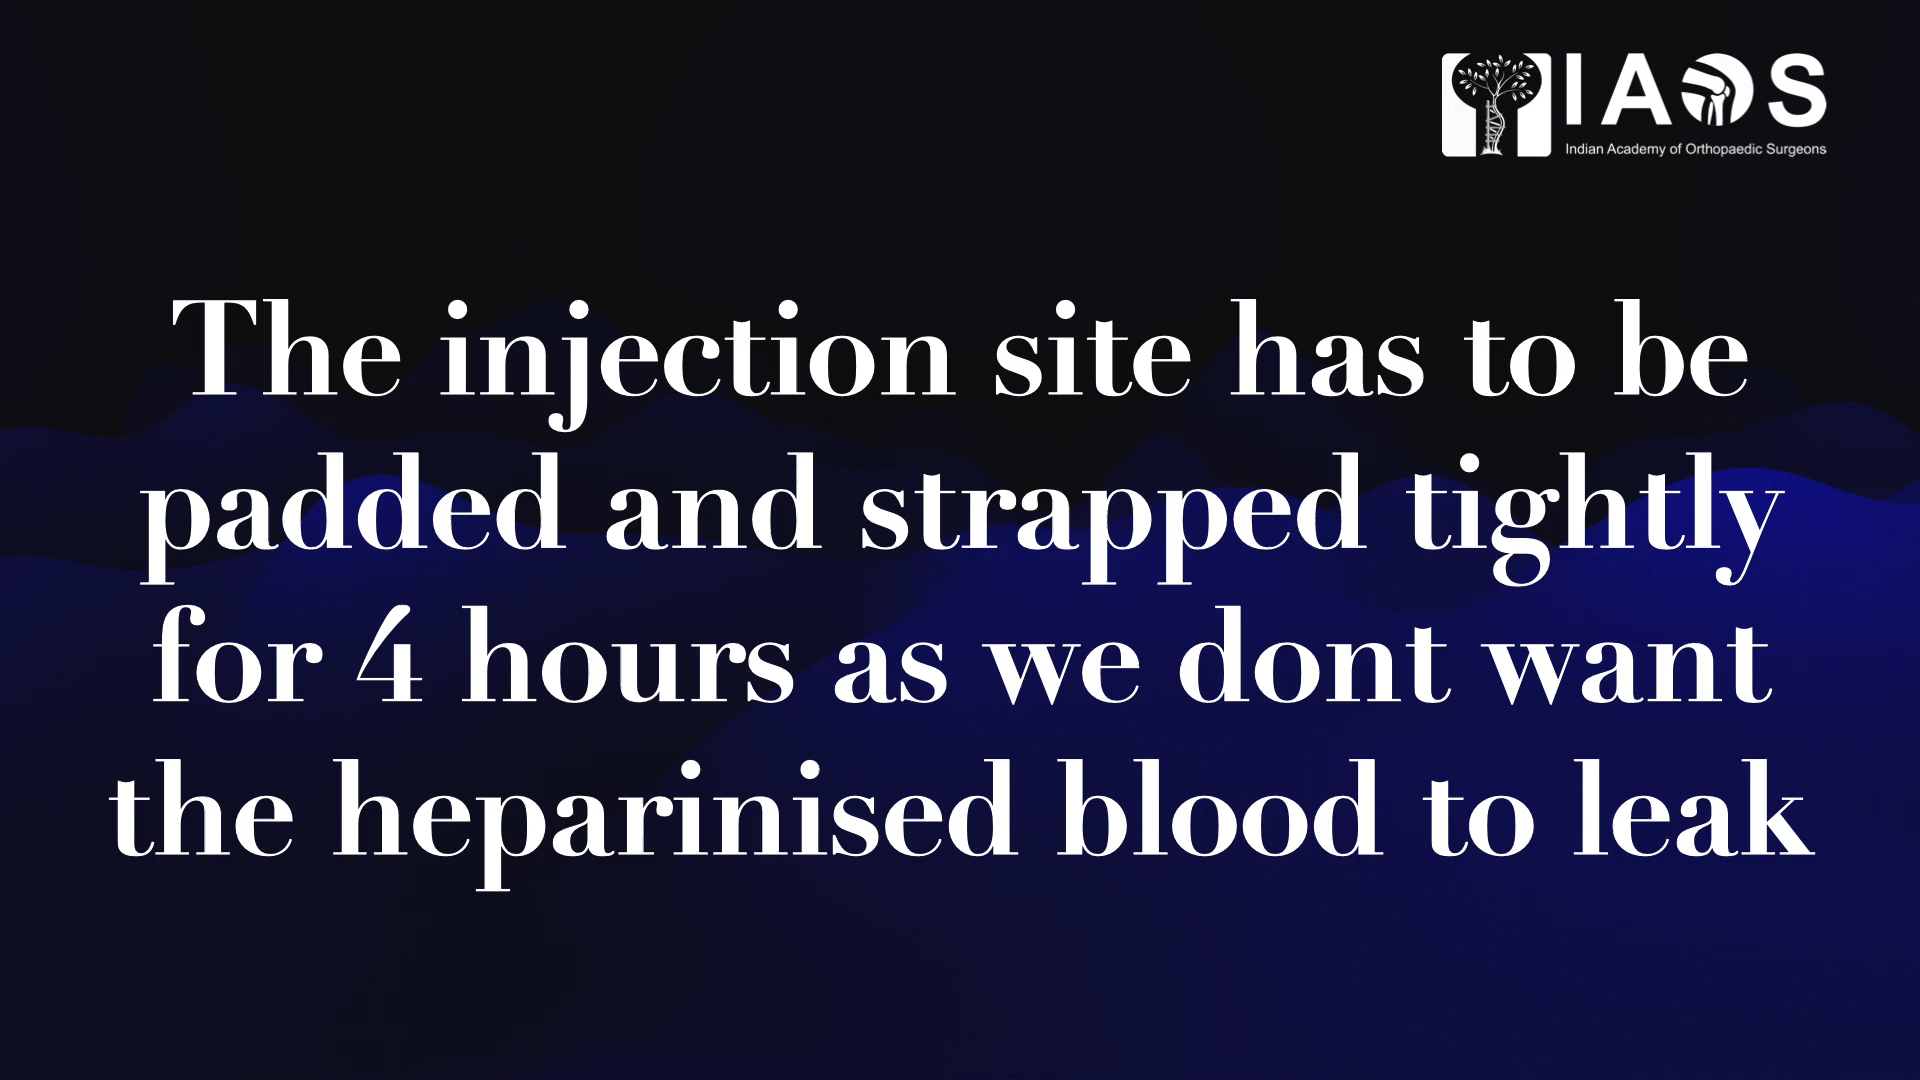 IAOS
Indian Academy of Orthopaedic Surgeons
The injection site has to be
padded and strapped tightly
for 4 hours as we dont want
the heparinised blood to leak